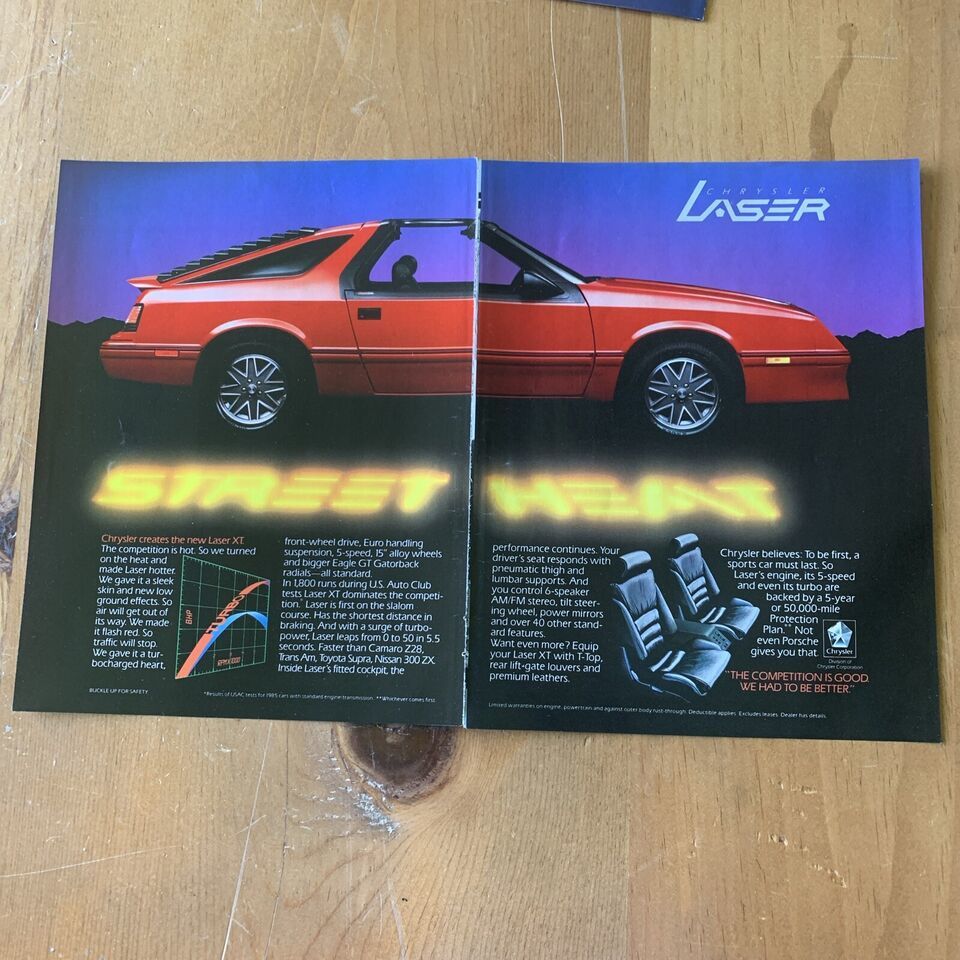 CHRYSLER
LASER
STREET HEAT
Chrysler creates the new Laser XT.
The competition is hot. So we turned
on the heat and
made Laser hotter.
We gave it a sleek
skin and new low
ground effects. So
air will get out of
its way. We made
it flash red. So
traffic will stop.
We gave it a tur-
bocharged heart,
BHP
TURBO
RPM X1000
front-wheel drive, Euro handling
suspension, 5-speed, 15" alloy wheels
and bigger Eagle GT Gatorback
radials—all standard.
In 1,800 runs during U.S. Auto Club
tests Laser XT dominates the competi-
tion.* Laser is first on the slalom
course. Has the shortest distance in
braking. And with a surge of turbo-
power, Laser leaps from 0 to 50 in 5.5
seconds. Faster than Camaro Z28,
Trans Am, Toyota Supra, Nissan 300 ZX.
Inside Laser's fitted cockpit, the
performance continues. Your
driver's seat responds with
pneumatic thigh and
lumbar supports. And
you control 6-speaker
AM/FM stereo, tilt steer-
ing wheel, power mirrors
and over 40 other stand-
ard features.
Want even more? Equip
your Laser XT with T-Top,
rear lift-gate louvers and
premium leathers.
Chrysler believes: To be first, a
sports car must last. So
Laser's engine, its 5-speed
and even its turbo are
backed by a 5-year
or 50,000-mile
Protection
Plan.** Not
even Porsche
gives you that.
Chrysler
Division of
Chrysler Corporation
"THE COMPETITION IS GOOD.
WE HAD TO BE BETTER."
BUCKLE UP FOR SAFETY.
*Results of USAC tests for 1985 cars with standard engine/transmission. **Whichever comes first.
Limited warranties on engine, powertrain and against outer body rust-through. Deductible applies. Excludes leases. Dealer has details.